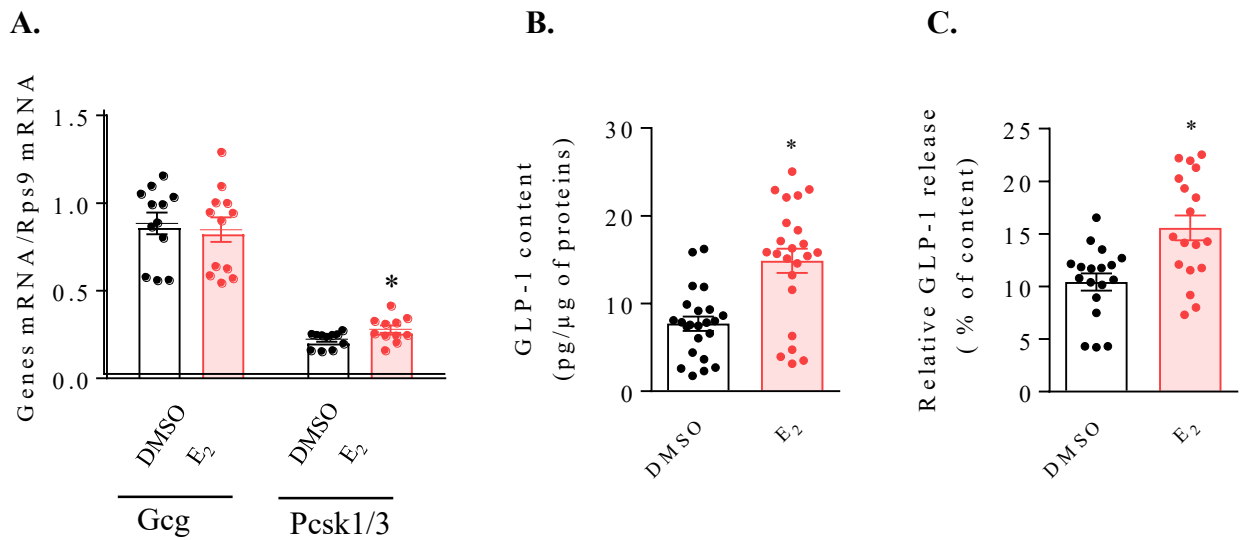 A.
Genes mRNA/Rps9 mRNA
1.5
1.0
0.5
0.0
*
DMSO
E₂
DMSO
E₂
Gcg
Pcsk1/3
B.
GLP-1 content
(pg/µg of proteins)
30
20
10
0
*
DMSO
E₂
C.
Relative GLP-1 release
( % of content)
25
20
15
10
5
0
*
DMSO
E₂